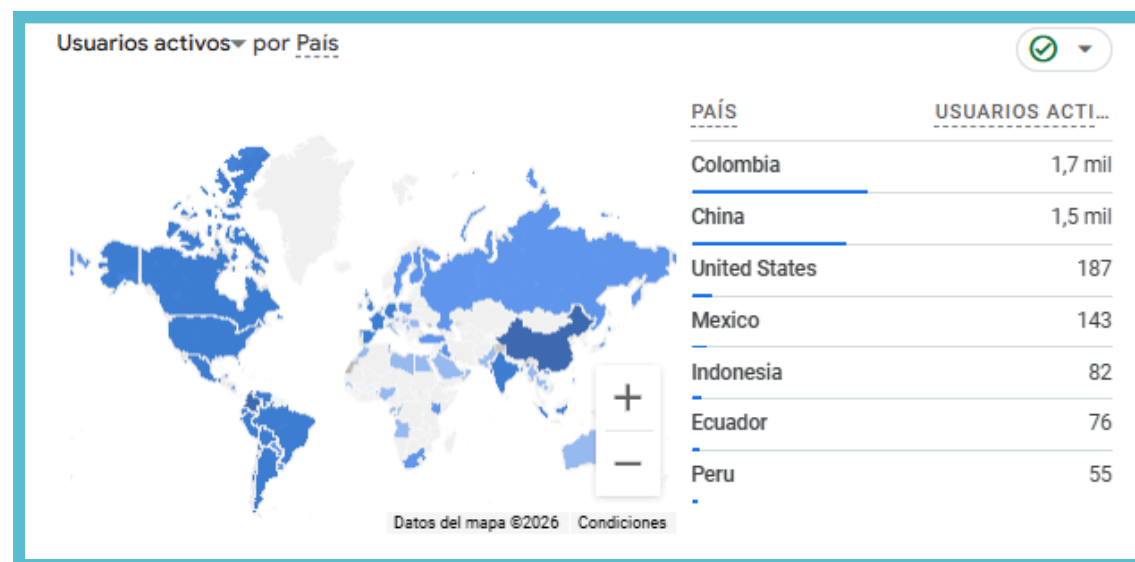 Usuarios activos por País
PAÍS USUARIOS ACTI...
Colombia 1,7 mil
China 1,5 mil
United States 187
Mexico 143
Indonesia 82
Ecuador 76
Peru 55
+
−
Datos del mapa ©2026 Condiciones